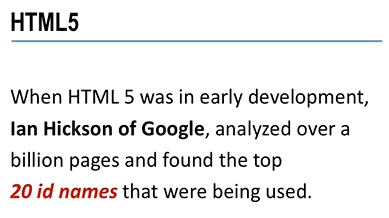 HTML5
When HTML 5 was in early development,
Ian Hickson of Google, analyzed over a
billion pages and found the top
20 id names that were being used.